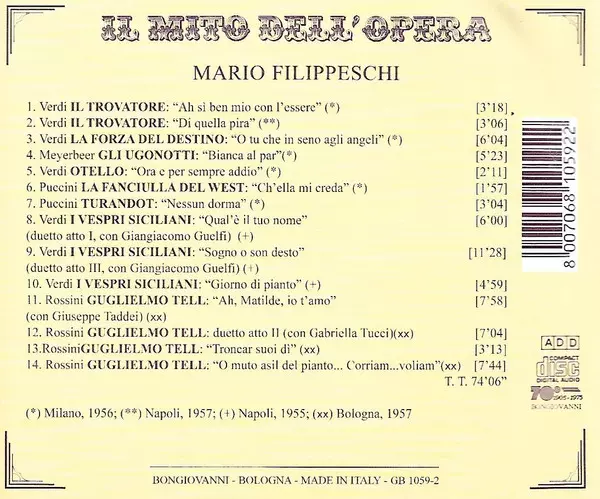 IL MITO DELL'OPERA
MARIO FILIPPESCHI
1. Verdi IL TROVATORE: “Ah sì ben mio con l'essere” (*) [3'18]
2. Verdi IL TROVATORE: “Di quella pira” (**) [3'06]
3. Verdi LA FORZA DEL DESTINO: “O tu che in seno agli angeli” (*) [6'04]
4. Meyerbeer GLI UGONOTTI: “Bianca al par”(*) [5'23]
5. Verdi OTELLO: “Ora e per sempre addio” (*) [2'11]
6. Puccini LA FANCIULLA DEL WEST: “Ch'ella mi creda” (*) [1'57]
7. Puccini TURANDOT: “Nessun dorma” (*) [3'04]
8. Verdi I VESPRI SICILIANI: “Qual'è il tuo nome” [6'00]
(duetto atto I, con Giangiacomo Guelfi) (+)
9. Verdi I VESPRI SICILIANI: “Sogno o son desto” [11'28]
(duetto atto III, con Giangiacomo Guelfi) (+)
10. Verdi I VESPRI SICILIANI: “Giorno di pianto” (+) [4'59]
11. Rossini GUGLIELMO TELL: “Ah, Matilde, io t'amo” [7'58]
(con Giuseppe Taddei) (xx)
12. Rossini GUGLIELMO TELL: duetto atto II (con Gabriella Tucci)(xx) [7'04]
13.RossiniGUGLIELMO TELL: “Troncar suoi dì” (xx) [3'13]
14. Rossini GUGLIELMO TELL: “O muto asil del pianto... Corriam...voliam”(xx) [7'44]
T. T. 74'06”
(*) Milano, 1956; (**) Napoli, 1957; (+) Napoli, 1955; (xx) Bologna, 1957
8 007068 105922
ADD
COMPACT
disc
DIGITAL AUDIO
70°
1905-1975
BONGIOVANNI
BONGIOVANNI - BOLOGNA - MADE IN ITALY - GB 1059-2